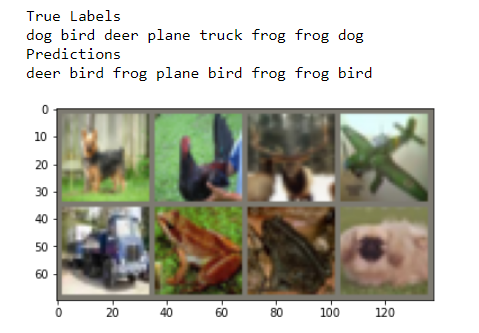 True Labels
dog bird deer plane truck frog frog dog
Predictions
deer bird frog plane bird frog frog bird
0
10
20
30
40
50
60
0 20 40 60 80 100 120